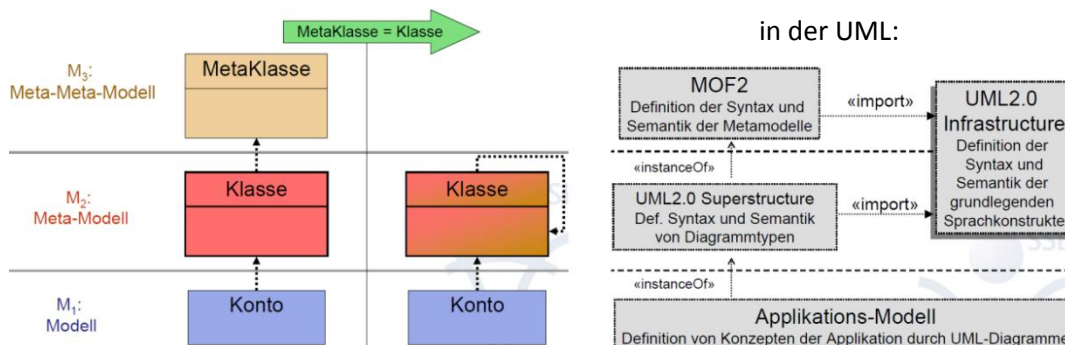 MetaKlasse = Klasse
M3:
Meta-Meta-Modell
MetaKlasse
M2:
Meta-Modell
Klasse
Klasse
M1:
Modell
Konto
Konto
in der UML:
MOF2
Definition der Syntax und
Semantik der Metamodelle
«import»
UML2.0
Infrastructure
Definition der
Syntax und
Semantik der
grundlegenden
Sprachkonstrukte
«instanceOf»
UML2.0 Superstructure
Def. Syntax und Semantik
von Diagrammtypen
«import»
«instanceOf»
Applikations-Modell
Definition von Konzepten der Applikation durch UML-Diagramme